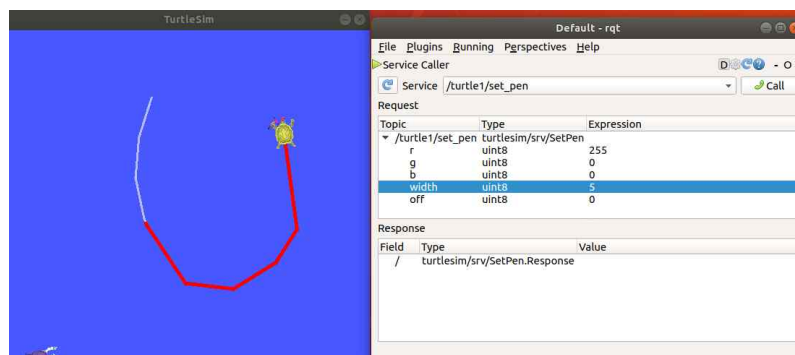 TurtleSim
Default - rqt
File Plugins Running Perspectives Help
Service Caller
D - O
Service /turtle1/set_pen Call
Request
Topic Type Expression
/turtle1/set_pen turtlesim/srv/SetPen
r uint8 255
g uint8 0
b uint8 0
width uint8 5
off uint8 0
Response
Field Type Value
/ turtlesim/srv/SetPen.Response